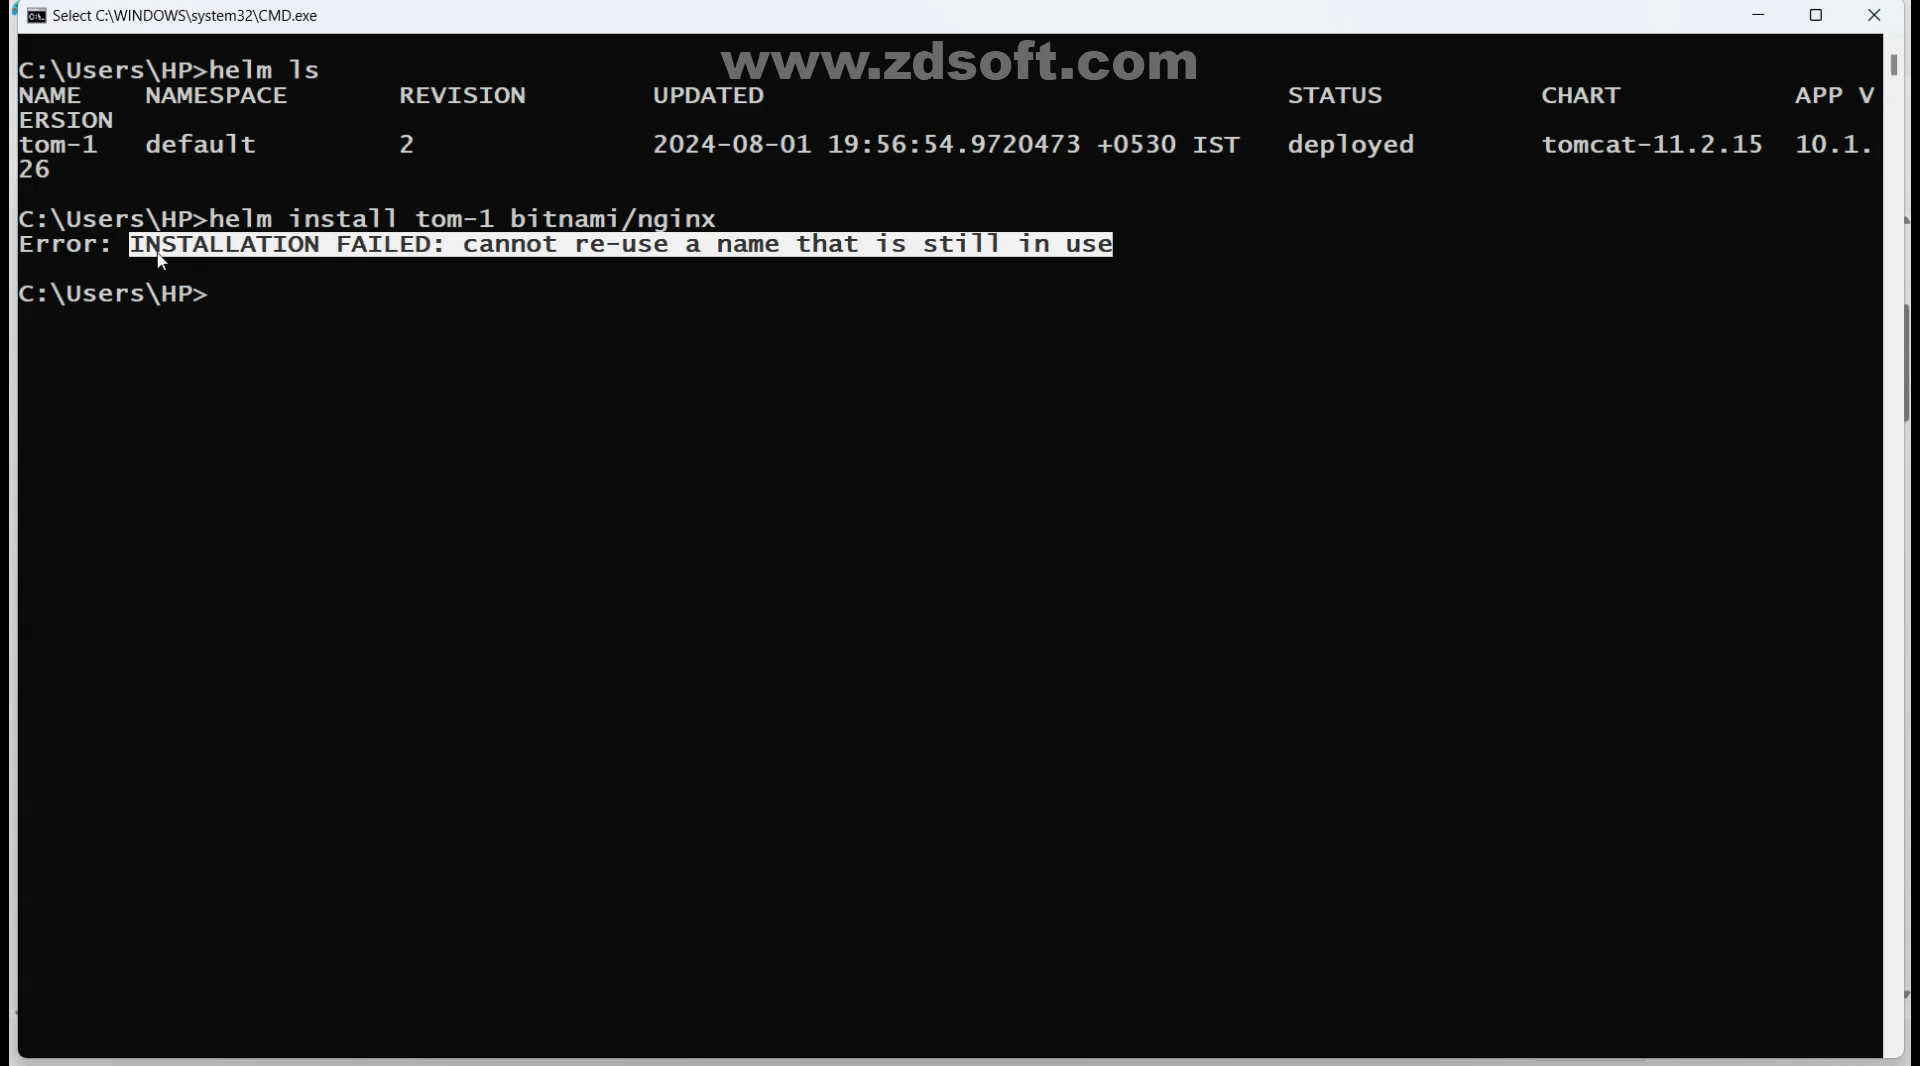 Select C:\WINDOWS\system32\CMD.exe
www.zdsoft.com
C:\Users\HP>helm ls
NAME NAMESPACE REVISION UPDATED STATUS CHART APP V
ERSION
tom-1 default 2 2024-08-01 19:56:54.9720473 +0530 IST deployed tomcat-11.2.15 10.1.
26
C:\Users\HP>helm install tom-1 bitnami/nginx
Error: INSTALLATION FAILED: cannot re-use a name that is still in use
C:\Users\HP>